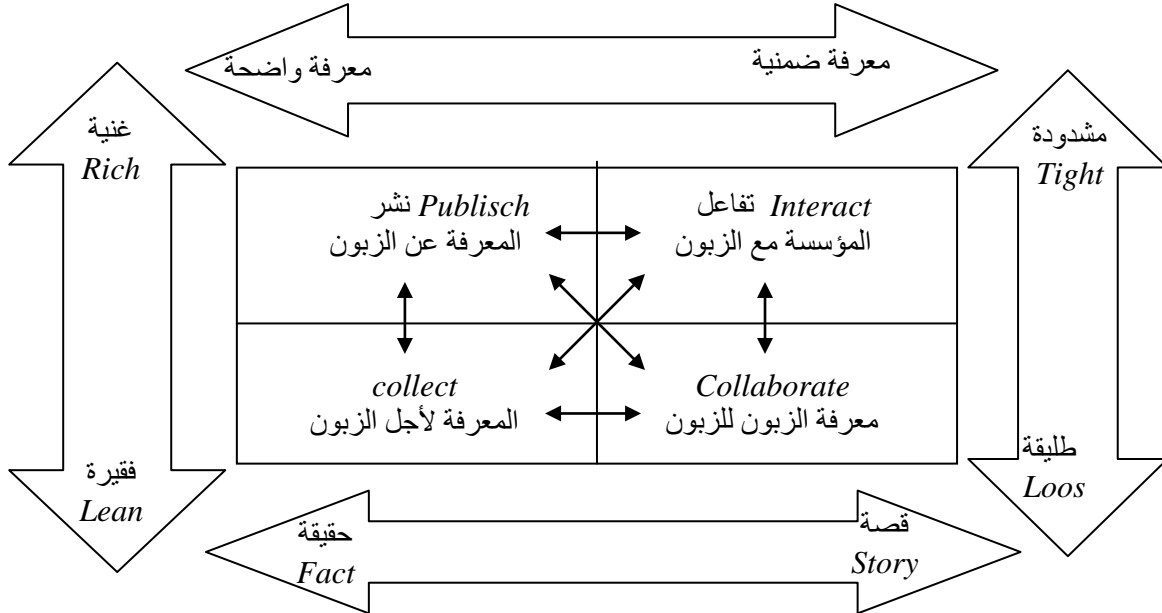 معرفة ضمنية
معرفة واضحة
مشدودة
Tight
غنية
Rich
Interact تفاعل
المؤسسة مع الزبون
Publisch نشر
المعرفة عن الزبون
Collaborate
معرفة الزبون للزبون
collect
المعرفة لأجل الزبون
طليقة
Loos
فقيرة
Lean
قصة
Story
حقيقة
Fact